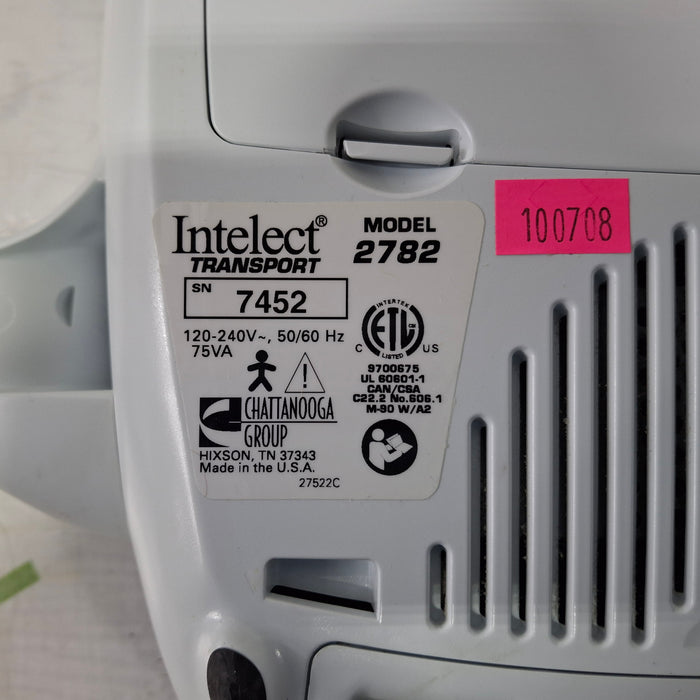 100708
Intelect®
TRANSPORT
MODEL
2782
SN 7452
120-240V~, 50/60 Hz
75VA
INTERTEK
ETL CM
LISTED
C US
9700675
UL 60601-1
CAN/CSA
C22.2 No.606.1
M-90 W/A2
CHATTANOOGA
GROUP
HIXSON, TN 37343
Made in the U.S.A.
27522C